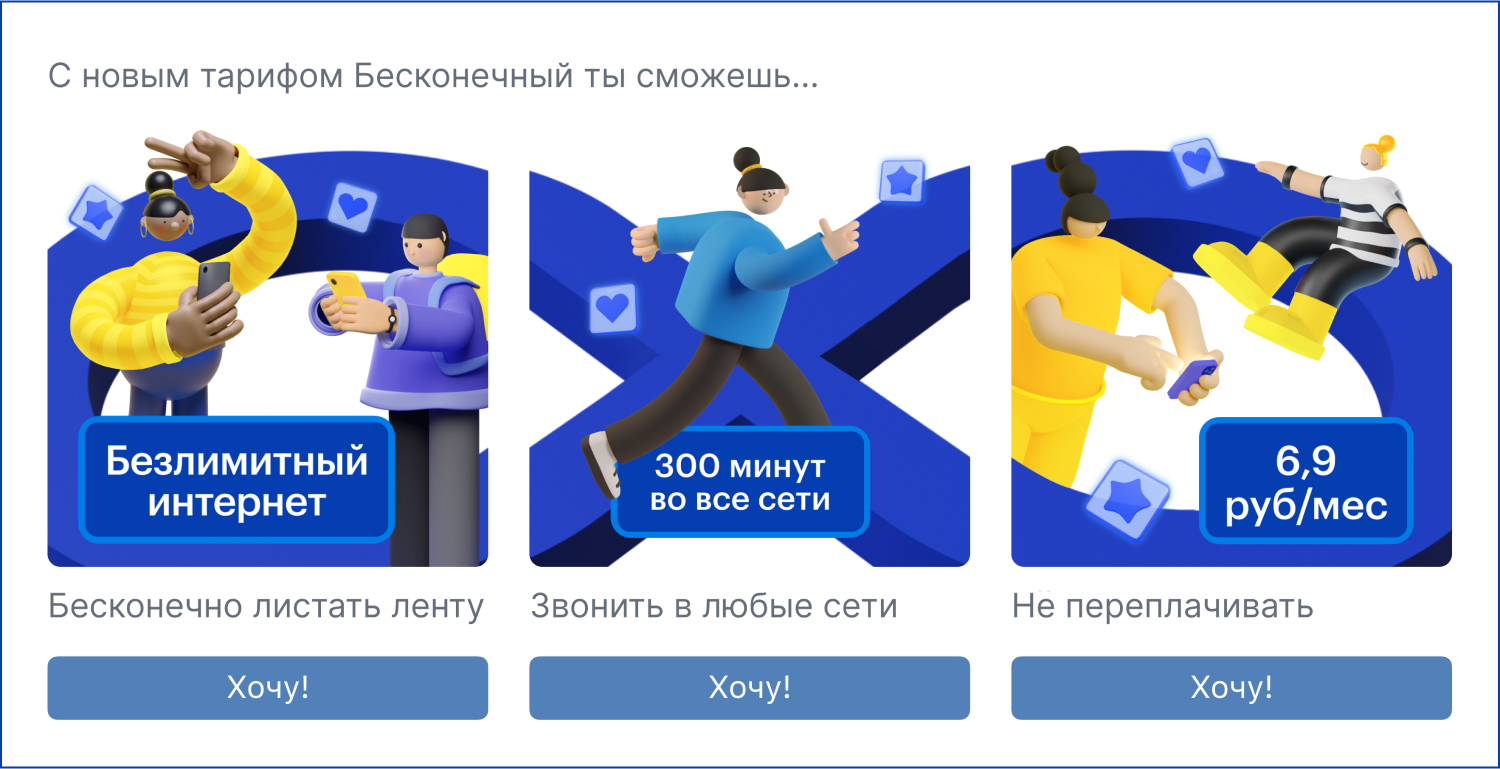 С новым тарифом Бесконечный ты сможешь...
Безлимитный
интернет
300 минут
во все сети
6,9
руб/мес
Бесконечно листать ленту
Звонить в любые сети
Не переплачивать
Хочу!
Хочу!
Хочу!